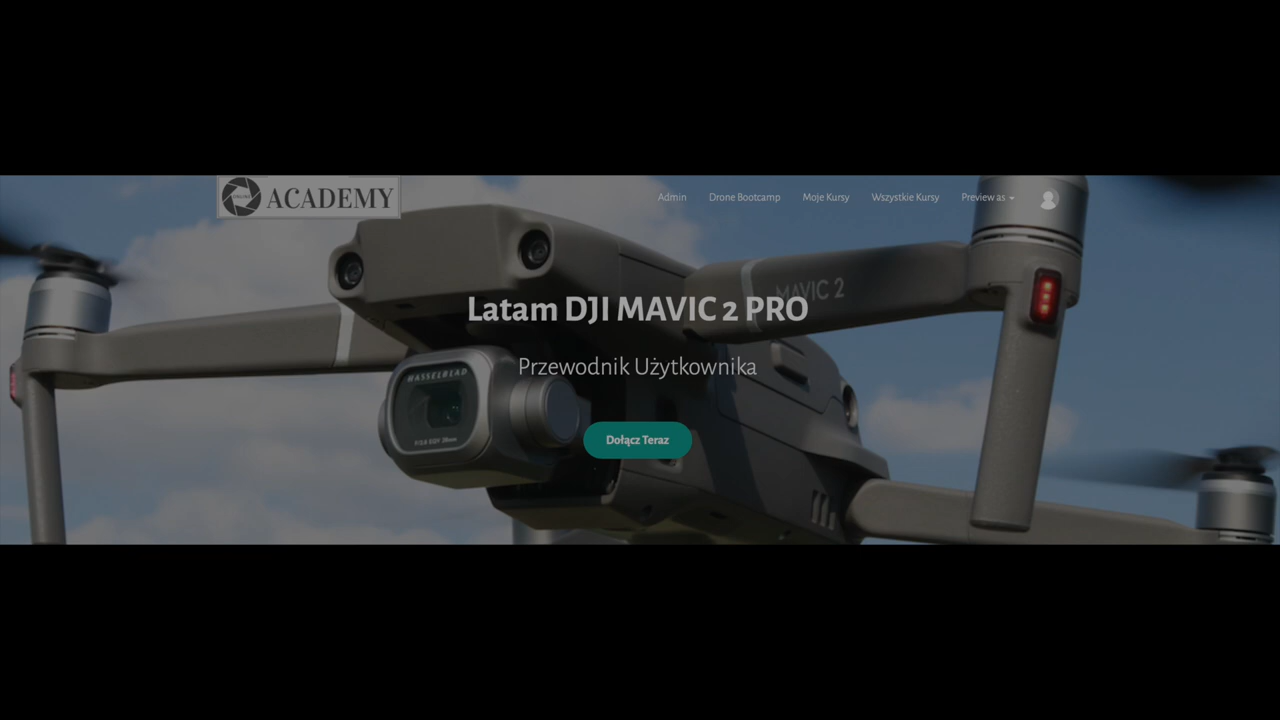 ACADEMY
Admin
Drone Bootcamp
Moje Kursy
Wszystkie Kursy
Preview as
MAVIC 2
Latam DJI MAVIC 2 PRO
Przewodnik Użytkownika
HASSELBLAD
Dołącz Teraz